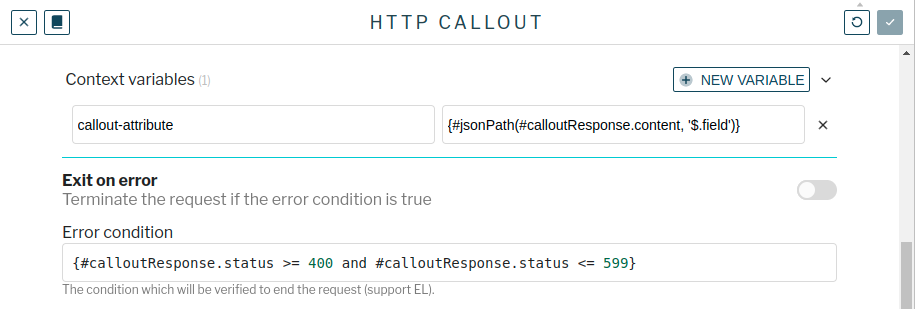 HTTP CALLOUT
Context variables (1)
NEW VARIABLE
callout-attribute
{#jsonPath(#calloutResponse.content, '$.field')}
Exit on error
Terminate the request if the error condition is true
Error condition
{#calloutResponse.status >= 400 and #calloutResponse.status <= 599}
The condition which will be verified to end the request (support EL).